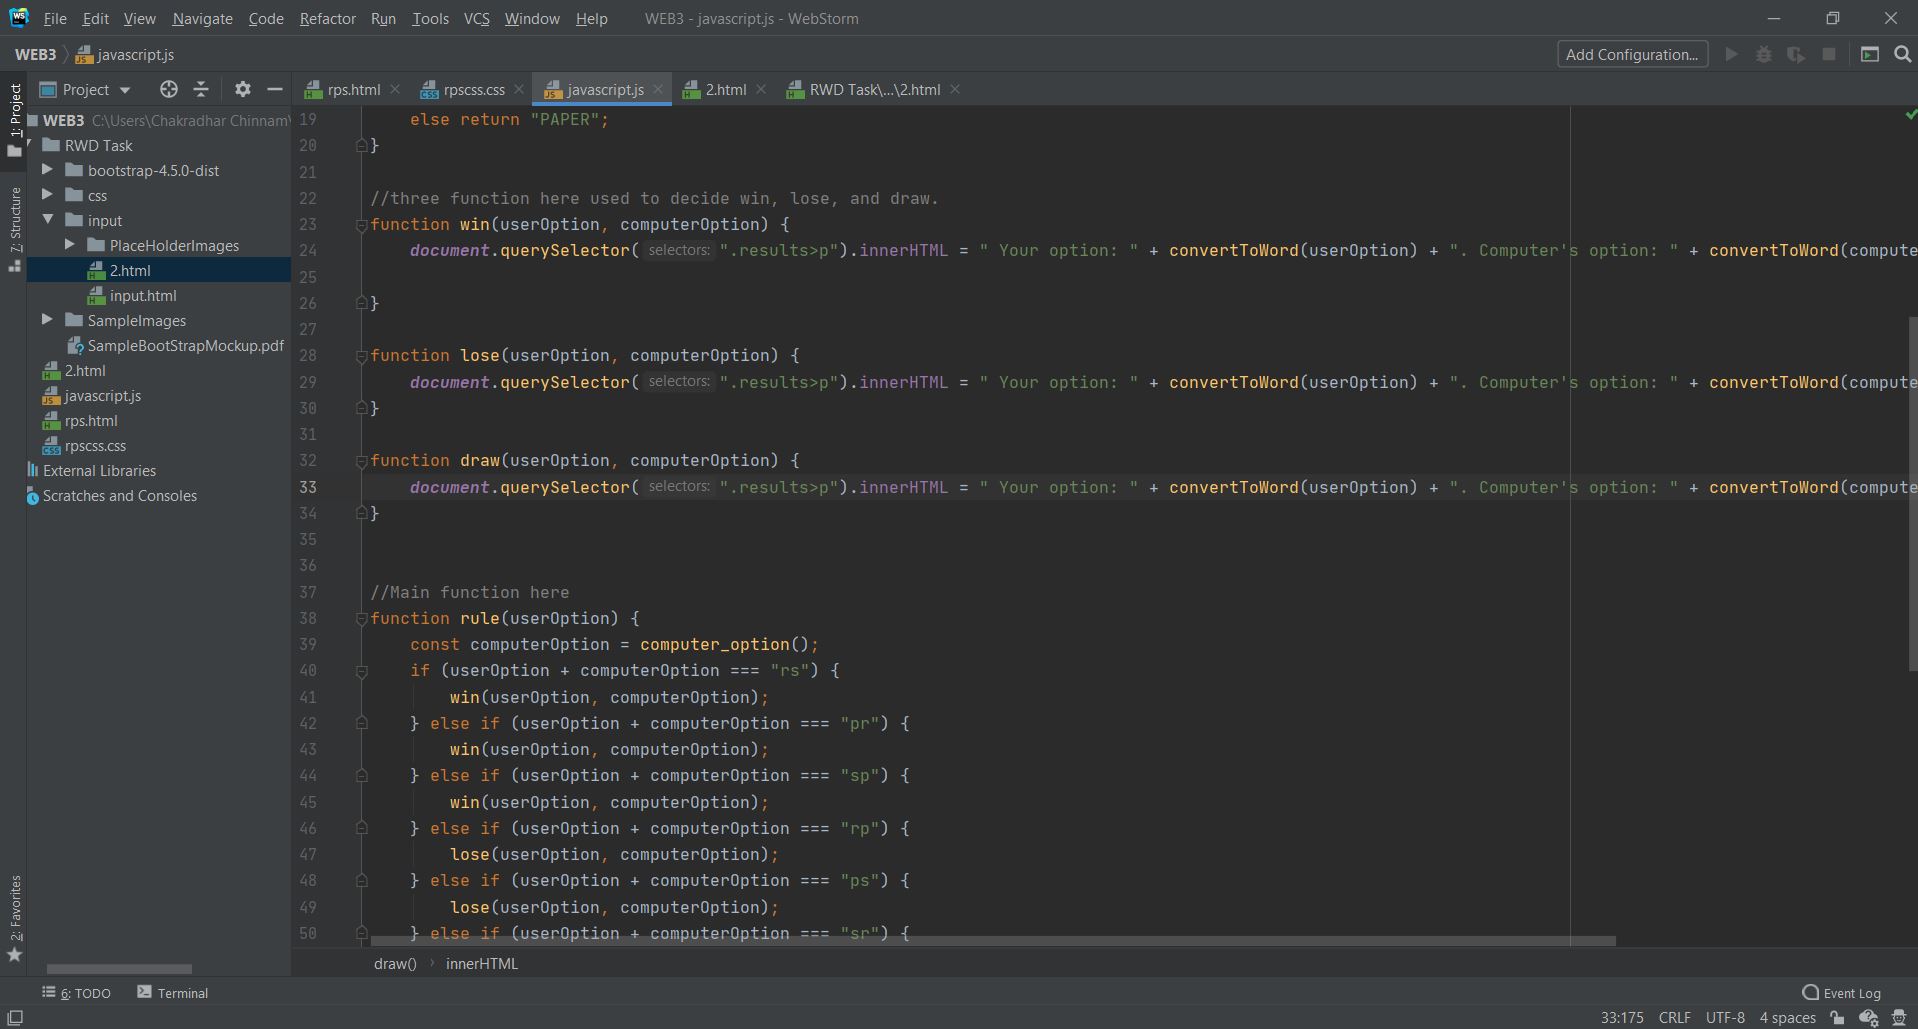 File Edit View Navigate Code Refactor Run Tools VCS Window Help WEB3 - javascript.js - WebStorm
WEB3 javascript.js Add Configuration...
Project rps.html rpscss.css javascript.js 2.html RWD Task\...\2.html
1: Project
7: Structure
2: Favorites
WEB3 C:\Users\Chakradhar Chinnam\
RWD Task
bootstrap-4.5.0-dist
css
input
PlaceHolderImages
2.html
input.html
SampleImages
SampleBootStrapMockup.pdf
2.html
javascript.js
rps.html
rpscss.css
External Libraries
Scratches and Consoles
19 else return "PAPER";
20 }
21
22 //three function here used to decide win, lose, and draw.
23 function win(userOption, computerOption) {
24 document.querySelector( selectors: ".results>p").innerHTML = " Your option: " + convertToWord(userOption) + ". Computer's option: " + convertToWord(compute
25
26 }
27
28 function lose(userOption, computerOption) {
29 document.querySelector( selectors: ".results>p").innerHTML = " Your option: " + convertToWord(userOption) + ". Computer's option: " + convertToWord(compute
30 }
31
32 function draw(userOption, computerOption) {
33 document.querySelector( selectors: ".results>p").innerHTML = " Your option: " + convertToWord(userOption) + ". Computer's option: " + convertToWord(compute
34 }
35
36
37 //Main function here
38 function rule(userOption) {
39 const computerOption = computer_option();
40 if (userOption + computerOption === "rs") {
41 win(userOption, computerOption);
42 } else if (userOption + computerOption === "pr") {
43 win(userOption, computerOption);
44 } else if (userOption + computerOption === "sp") {
45 win(userOption, computerOption);
46 } else if (userOption + computerOption === "rp") {
47 lose(userOption, computerOption);
48 } else if (userOption + computerOption === "ps") {
49 lose(userOption, computerOption);
50 } else if (userOption + computerOption === "sr") {
draw() innerHTML
6: TODO Terminal Event Log
33:175 CRLF UTF-8 4 spaces